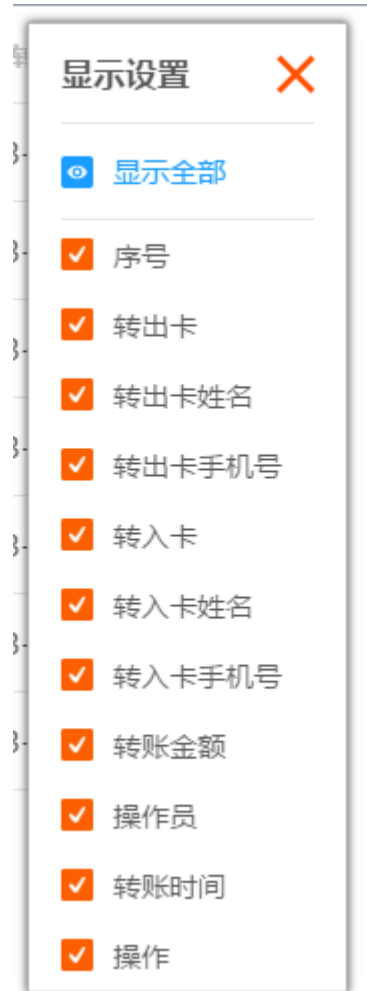 显示设置
显示全部
序号
转出卡
转出卡姓名
转出卡手机号
转入卡
转入卡姓名
转入卡手机号
转账金额
操作员
转账时间
操作